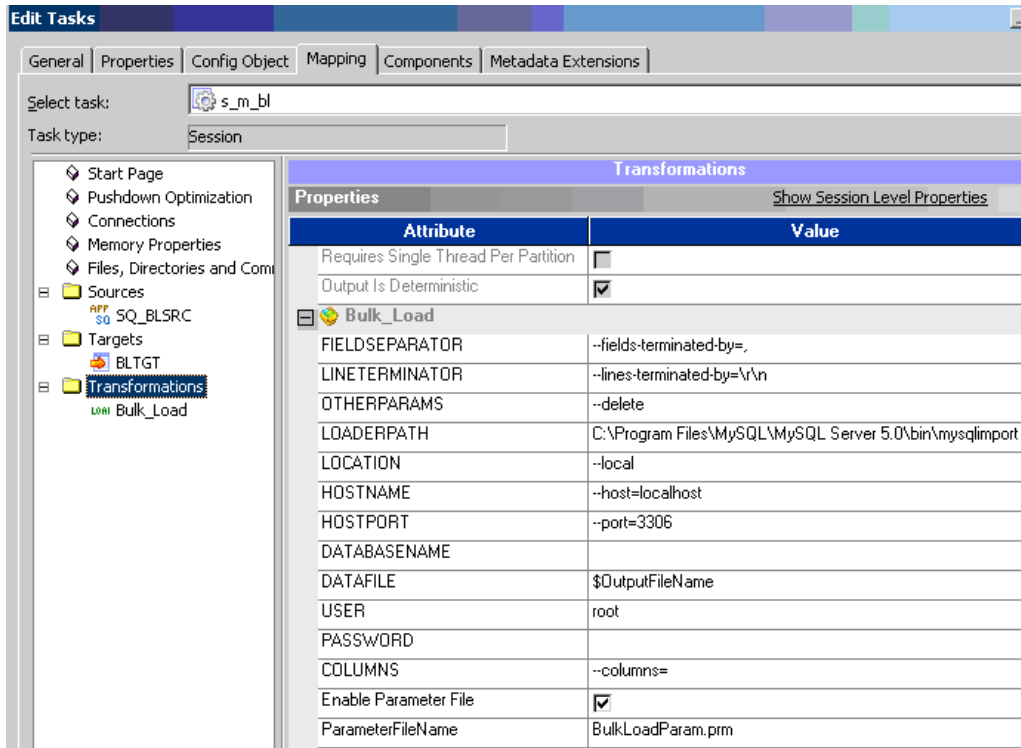 Edit Tasks
General Properties Config Object Mapping Components Metadata Extensions
Select task: s_m_bl
Task type: Session
Start Page
Pushdown Optimization
Connections
Memory Properties
Files, Directories and Com
Sources
APP SQ SQ_BLSRC
Targets
BLTGT
Transformations
LOAD Bulk_Load
Transformations
Properties Show Session Level Properties
Attribute Value
Requires Single Thread Per Partition
Output Is Deterministic
Bulk_Load
FIELDSEPARATOR --fields-terminated-by=,
LINETERMINATOR --lines-terminated-by=\r\n
OTHERPARAMS --delete
LOADERPATH C:\Program Files\MySQL\MySQL Server 5.0\bin\mysqlimport
LOCATION --local
HOSTNAME --host=localhost
HOSTPORT --port=3306
DATABASENAME
DATAFILE $OutputFileName
USER root
PASSWORD
COLUMNS --columns=
Enable Parameter File
ParameterFileName BulkLoadParam.prm